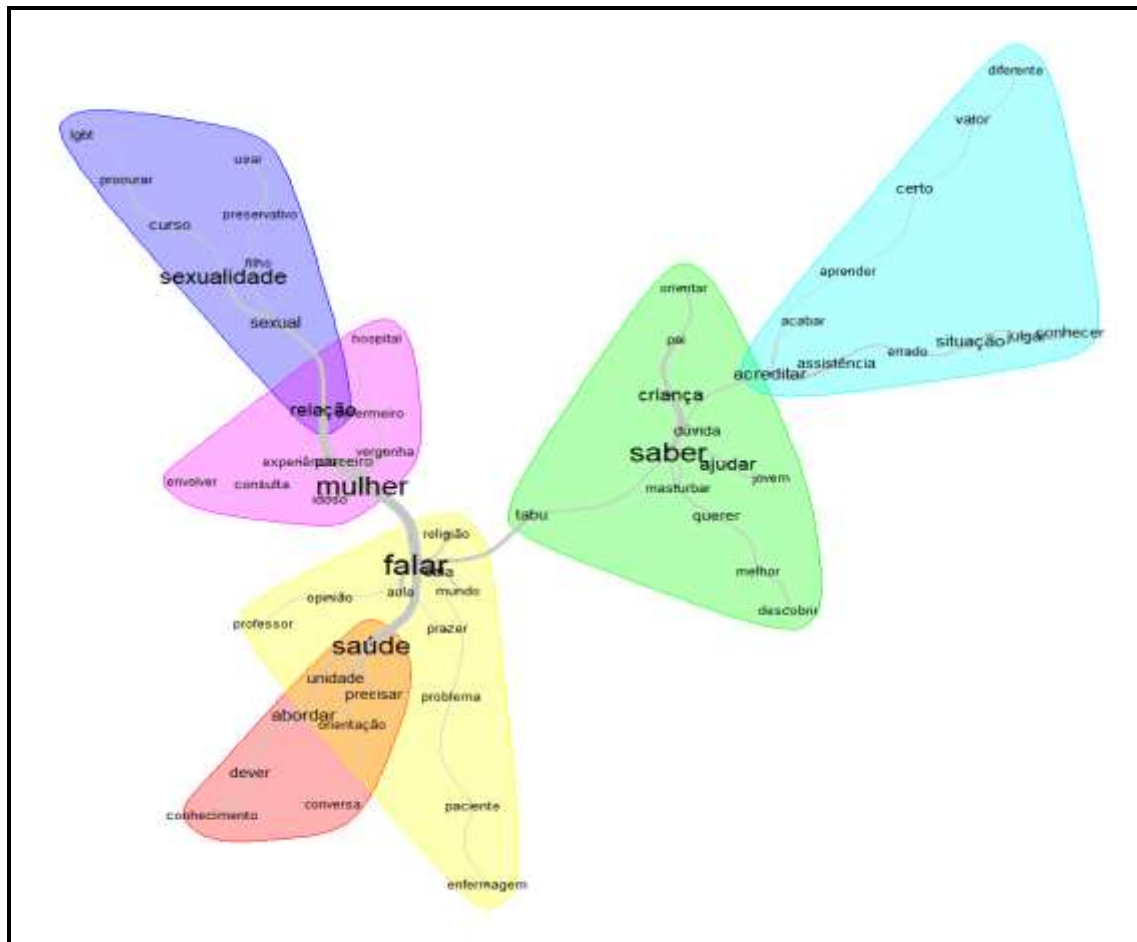 diferente
valor
certo
aprender
acabar
acreditar
assistência
errado
situação
julgar
conhecer
lgbt
usar
procurar
preservativo
curso
filho
sexualidade
sexual
hospital
relação
enfermeiro
vergonha
experiência
parceiro
envolver
consulta
mulher
idoso
orientar
pai
criança
dúvida
saber
ajudar
masturbar
jovem
tabu
querer
melhor
descobrir
religião
falar
aula
mundo
opinião
professor
prazer
saúde
unidade
precisar
problema
abordar
orientação
dever
conhecimento
conversa
paciente
enfermagem